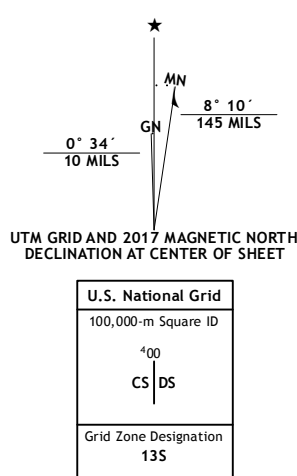 ★
MN
8° 10´
145 MILS
GN
0° 34´
10 MILS
UTM GRID AND 2017 MAGNETIC NORTH
DECLINATION AT CENTER OF SHEET
U.S. National Grid
100,000-m Square ID
⁴00
CS DS
Grid Zone Designation
13S